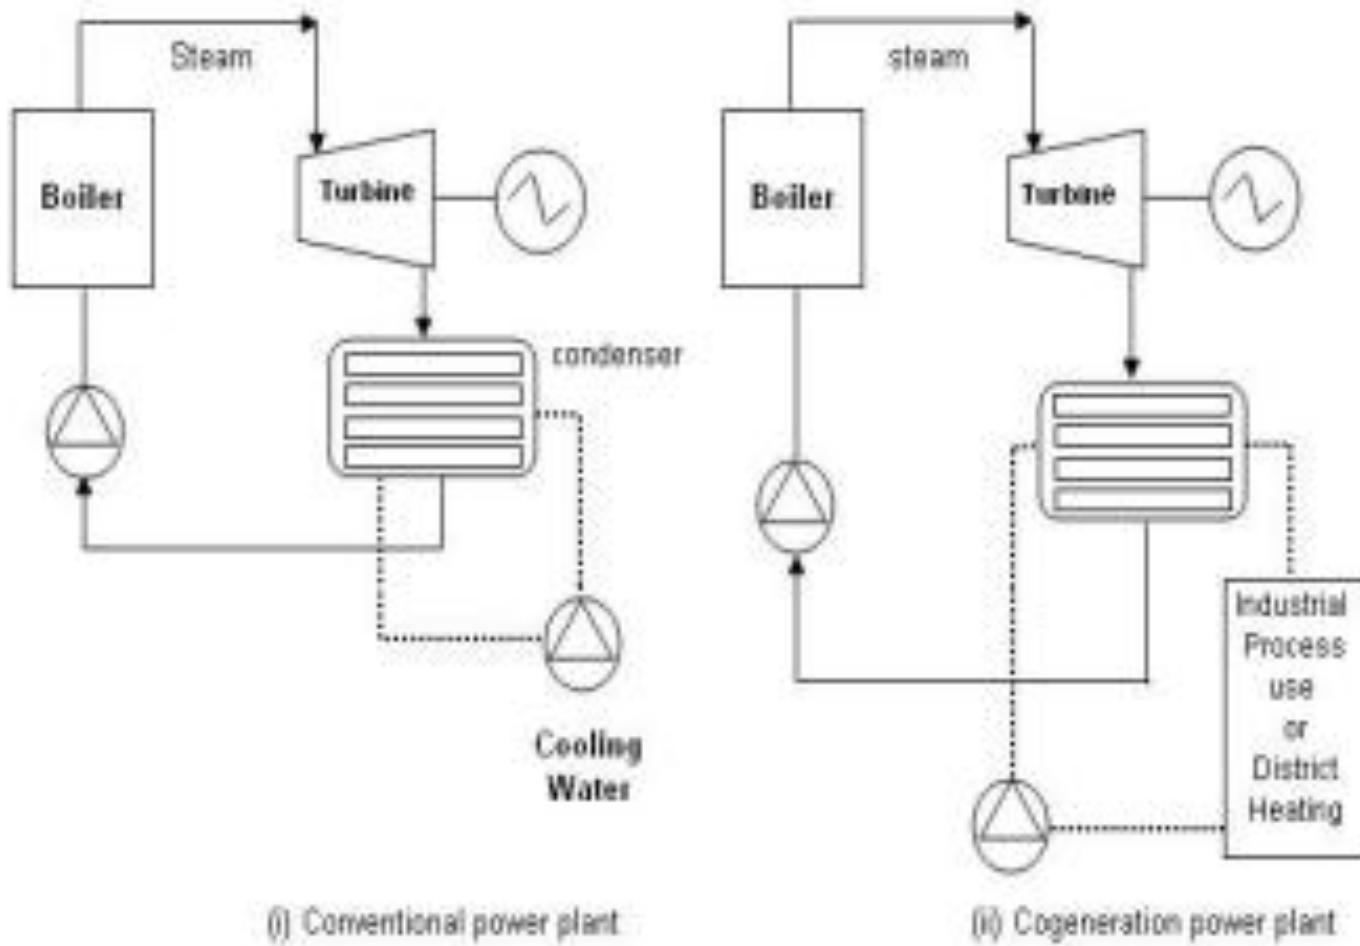 Steam
Boiler
Turbine
condenser
Cooling
Water
(i) Conventional power plant
steam
Boiler
Turbine
Industrial
Process
use
or
District
Heating
(ii) Cogeneration power plant